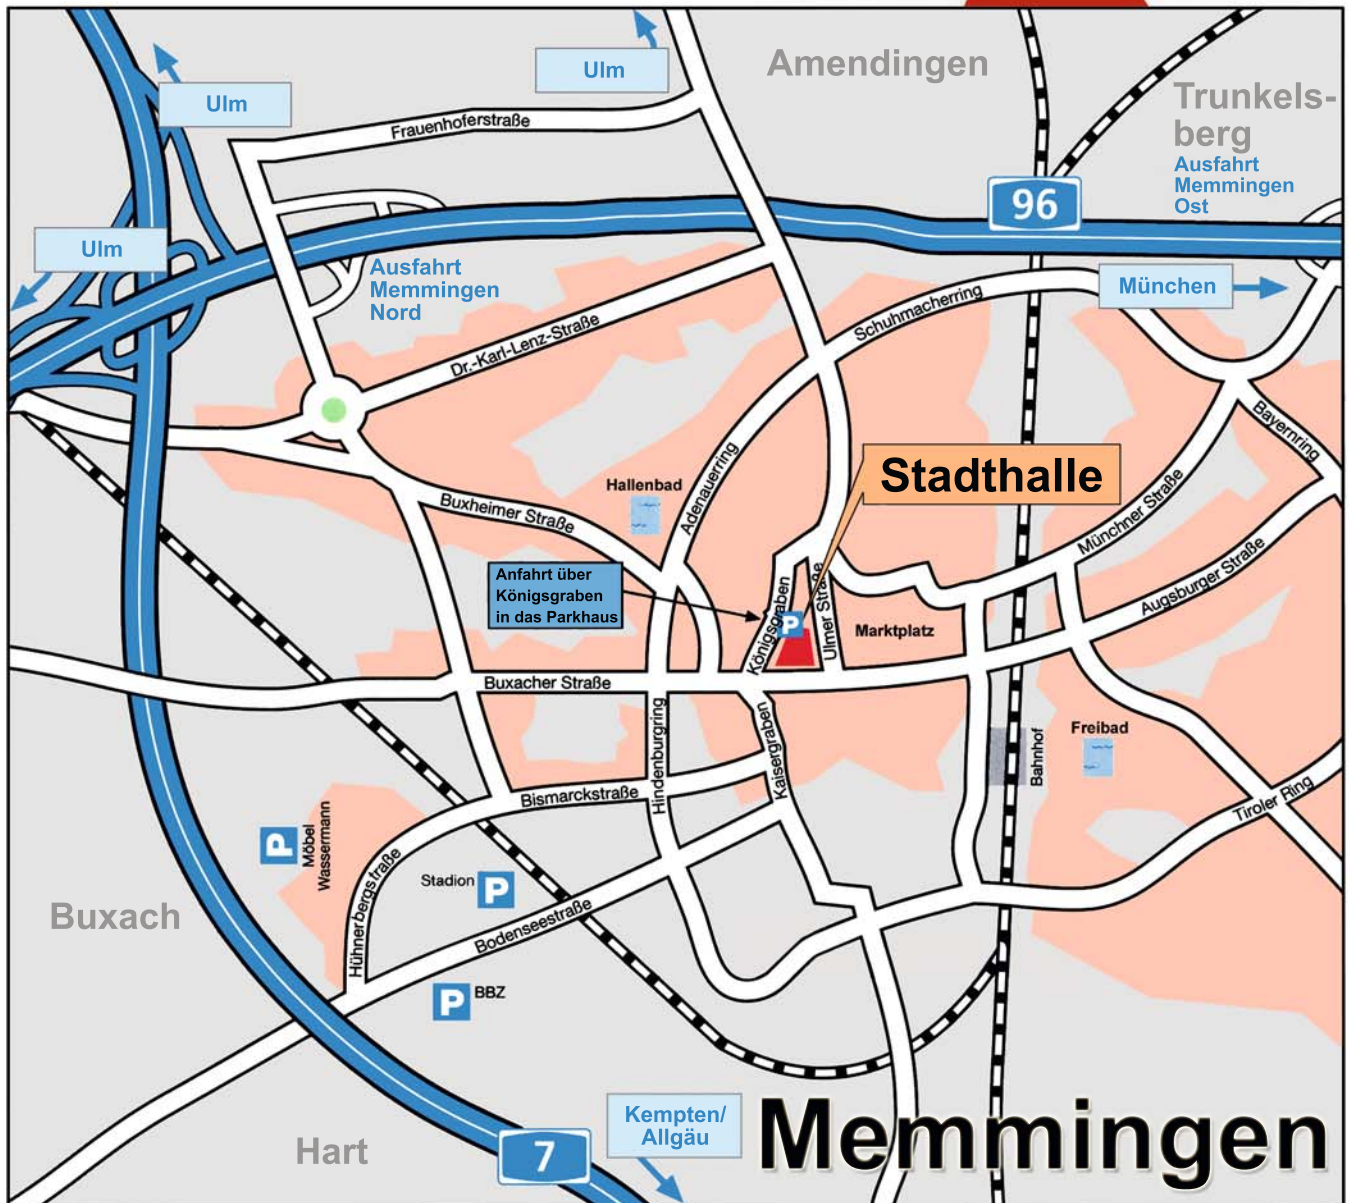 Ulm
Amendingen
Ulm
Trunkels-
berg
Frauenhoferstraße
Ausfahrt
Memmingen
Ost
96
Ulm
Ausfahrt
Memmingen
Nord
München
Schuhmacherring
Dr.-Karl-Lenz-Straße
Bayernring
Stadthalle
Hallenbad
Adenauerring
Buxheimer Straße
Münchner Straße
Anfahrt über
Königsgraben
in das Parkhaus
Augsburger Straße
Königsgraben
P
Ulmer Straße
Marktplatz
Buxacher Straße
Hindenburgring
Kaisergraben
Bahnhof
Freibad
Bismarckstraße
Tiroler Ring
P
Möbel
Wassermann
Hühnerbergstraße
Stadion
P
Buxach
Bodenseestraße
P
BBZ
Kempten/
Allgäu
Memmingen
Hart
7